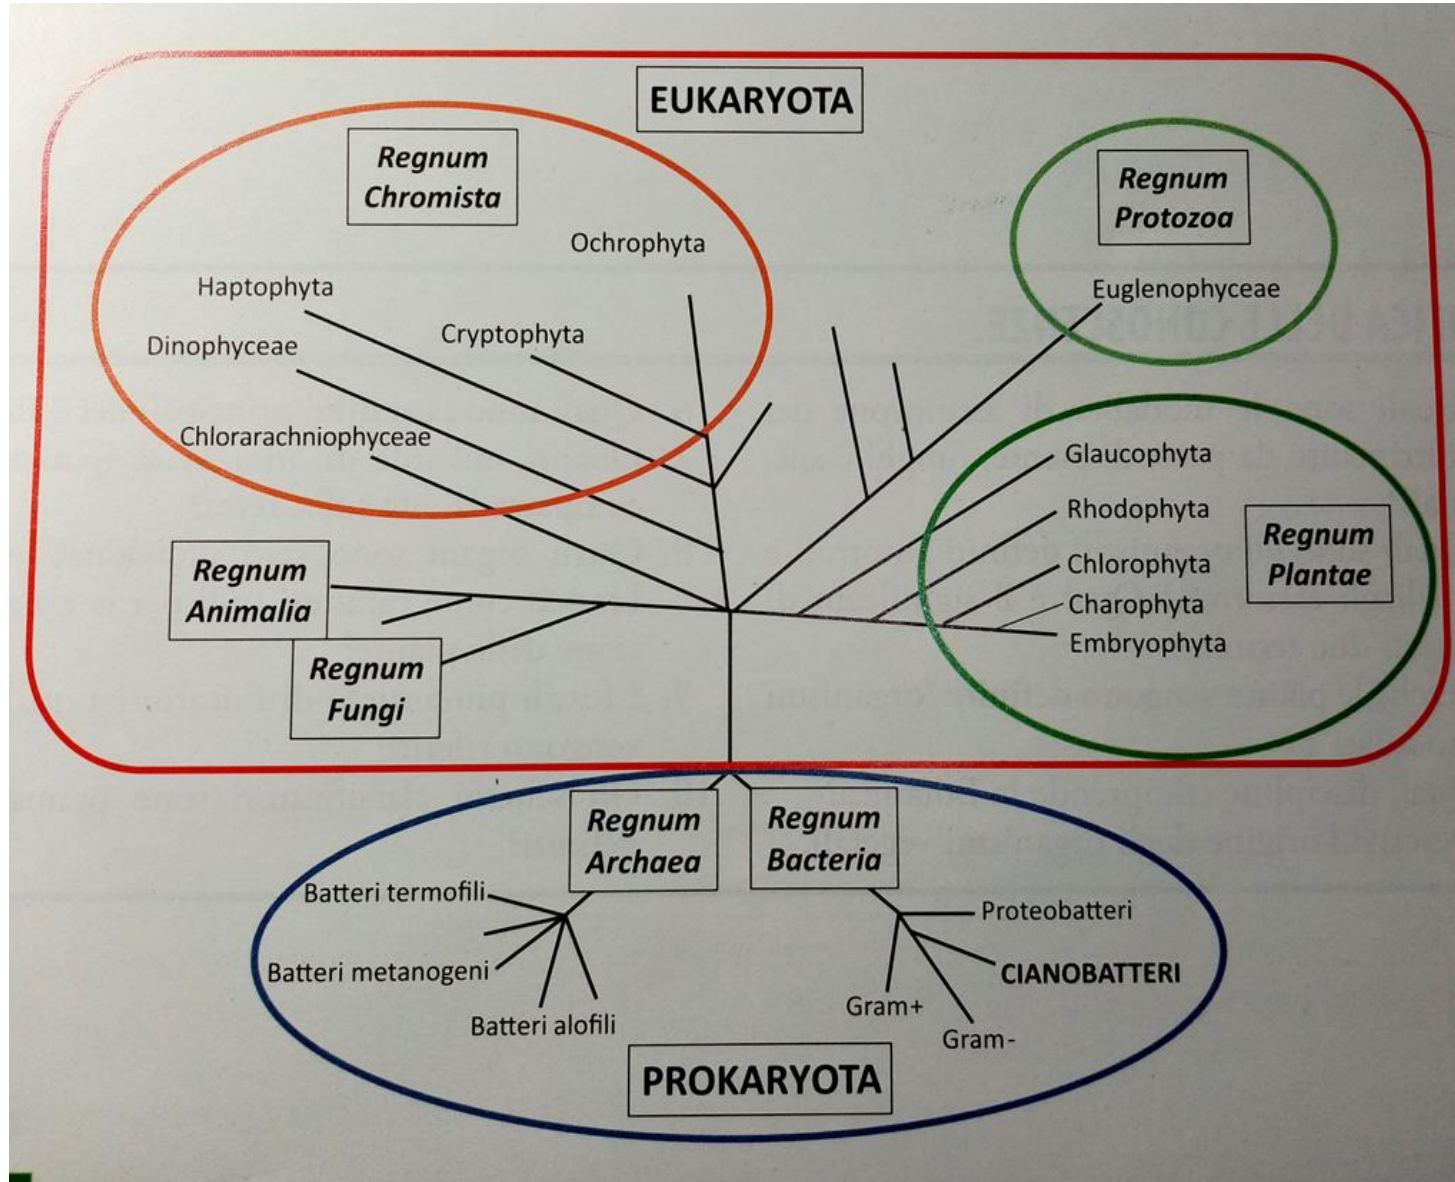 EUKARYOTA
Regnum
Chromista
Ochrophyta
Haptophyta
Cryptophyta
Dinophyceae
Chlorarachniophyceae
Regnum
Protozoa
Euglenophyceae
Glaucophyta
Rhodophyta
Chlorophyta
Charophyta
Embryophyta
Regnum
Plantae
Regnum
Animalia
Regnum
Fungi
Regnum
Archaea
Regnum
Bacteria
Batteri termofili
Batteri metanogeni
Batteri alofili
Proteobatteri
CIANOBATTERI
Gram+
Gram-
PROKARYOTA